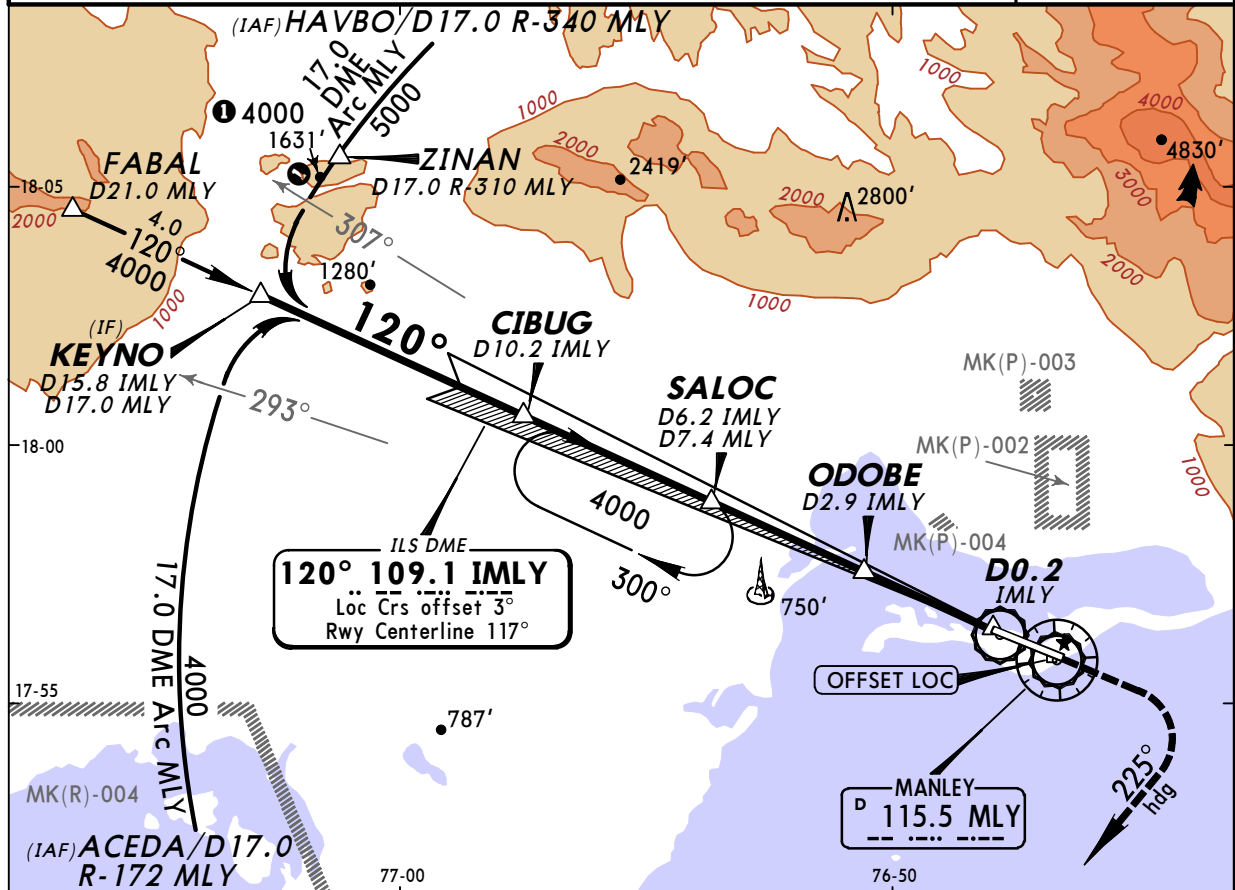 (IAF) HAVBO/D17.0 R-340 MLY
17.0
DME
Arc MLY
5000
1 4000
1631'
1
FABAL
D21.0 MLY
ZINAN
D17.0 R-310 MLY
1000
2000
2419'
2000
2800'
1000
1000
4000
4830'
3000
2000
1000
18-05
2000
4.0
120°
4000
1000
307°
1280'
120°
(IF)
KEYNO
D15.8 IMLY
D17.0 MLY
293°
CIBUG
D10.2 IMLY
SALOC
D6.2 IMLY
D7.4 MLY
ODOBE
D2.9 IMLY
MK(P)-003
MK(P)-002
MK(P)-004
18-00
4000
300°
ILS DME
120° 109.1 IMLY
Loc Crs offset 3°
Rwy Centerline 117°
750'
D0.2
IMLY
OFFSET LOC
17-55
17.0 DME Arc MLY
4000
787'
MANLEY
D 115.5 MLY
225°
hdg
MK(R)-004
(IAF) ACEDA/D17.0
R-172 MLY
77-00
76-50